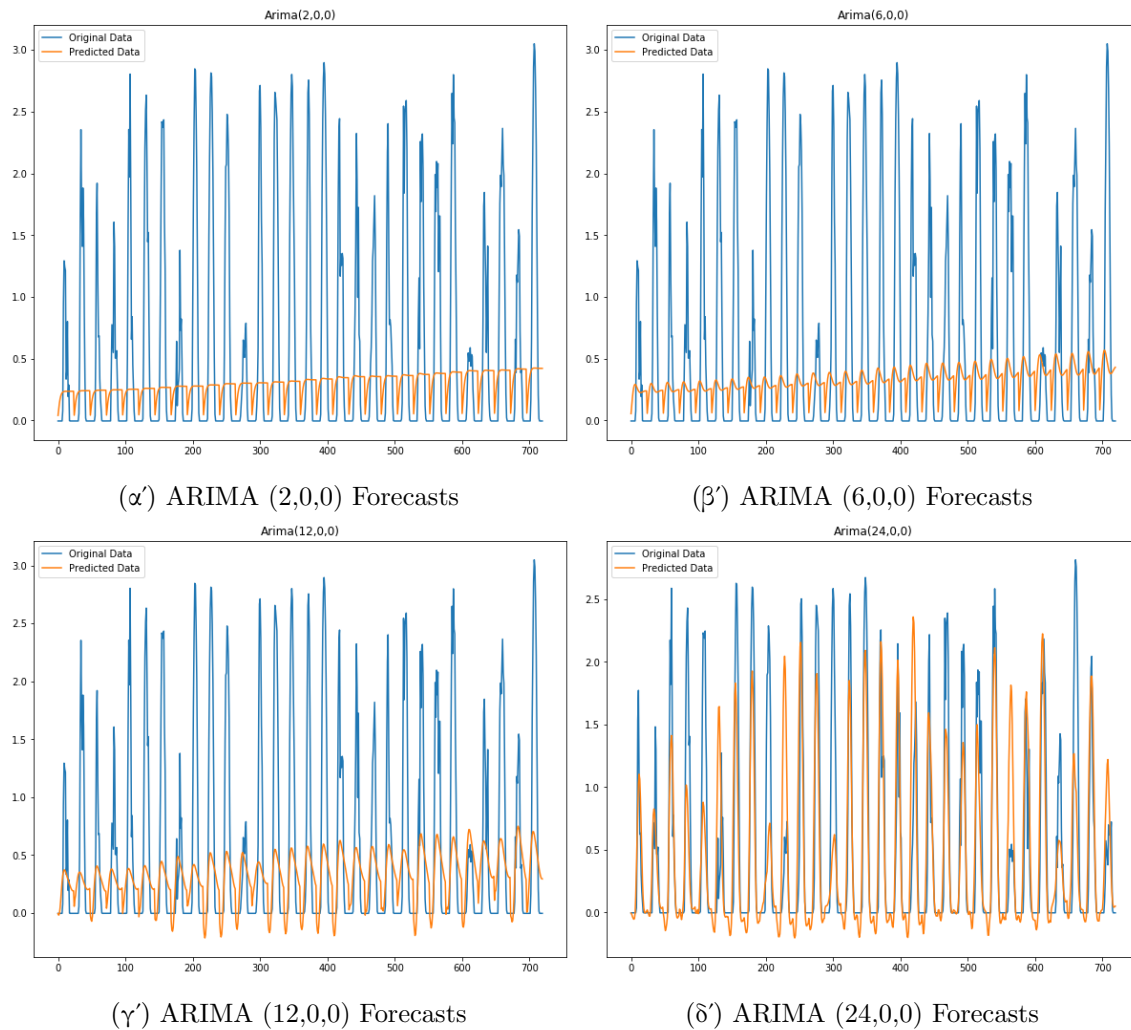 Arima(2,0,0)
Original Data
Predicted Data
3.0
2.5
2.0
1.5
1.0
0.5
0.0
0 100 200 300 400 500 600 700
(α′) ARIMA (2,0,0) Forecasts
Arima(6,0,0)
Original Data
Predicted Data
3.0
2.5
2.0
1.5
1.0
0.5
0.0
0 100 200 300 400 500 600 700
(β′) ARIMA (6,0,0) Forecasts
Arima(12,0,0)
Original Data
Predicted Data
3.0
2.5
2.0
1.5
1.0
0.5
0.0
0 100 200 300 400 500 600 700
(γ′) ARIMA (12,0,0) Forecasts
Arima(24,0,0)
Original Data
Predicted Data
2.5
2.0
1.5
1.0
0.5
0.0
0 100 200 300 400 500 600 700
(δ′) ARIMA (24,0,0) Forecasts